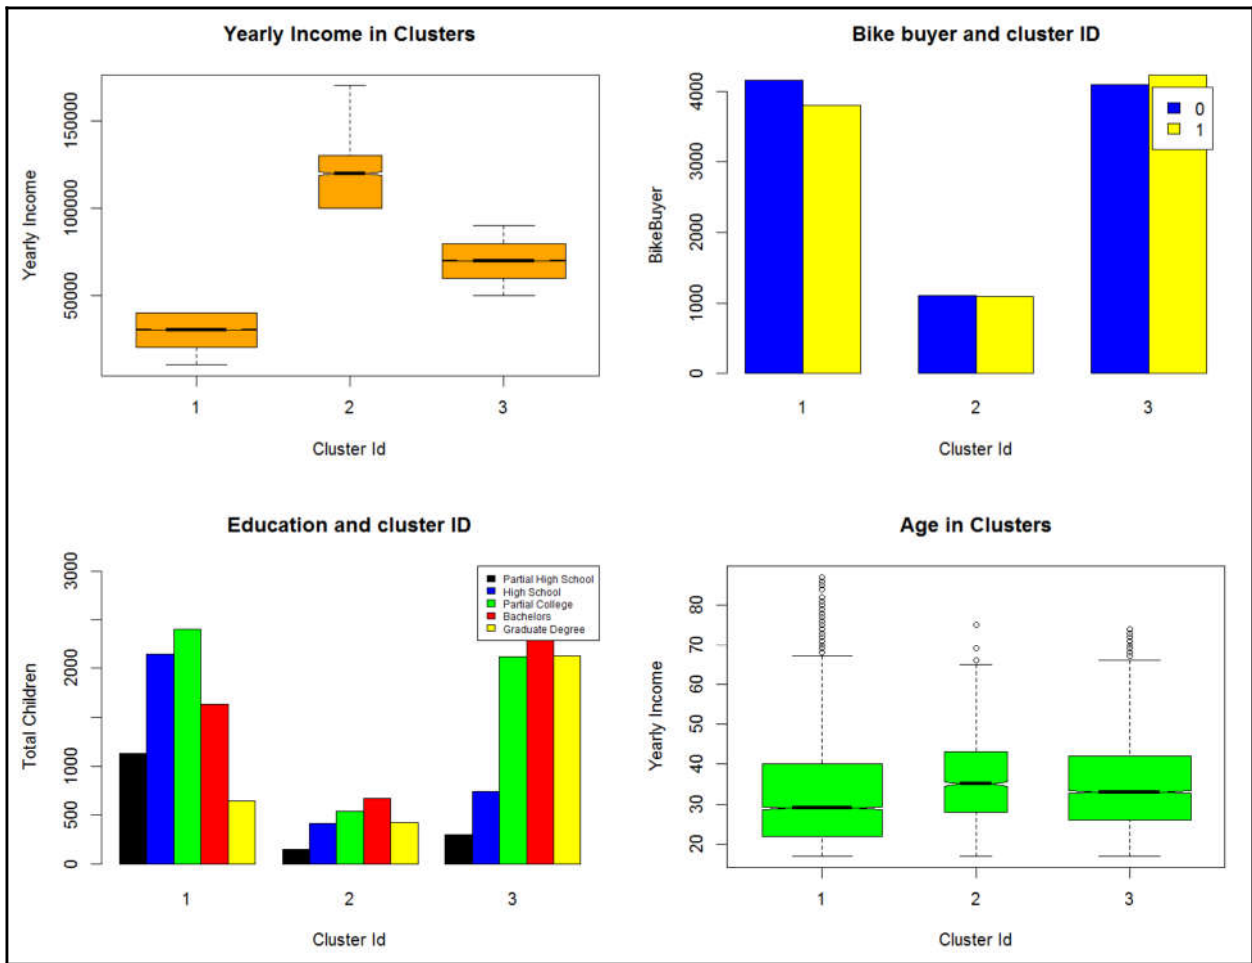 Yearly Income in Clusters
Yearly Income
150000
100000
50000
1 2 3
Cluster Id
Bike buyer and cluster ID
BikeBuyer
4000
3000
2000
1000
0
0
1
1 2 3
Cluster Id
Education and cluster ID
Total Children
3000
2000
1000
500
0
Partial High School
High School
Partial College
Bachelors
Graduate Degree
1 2 3
Cluster Id
Age in Clusters
Yearly Income
80
70
60
50
40
30
20
1 2 3
Cluster Id